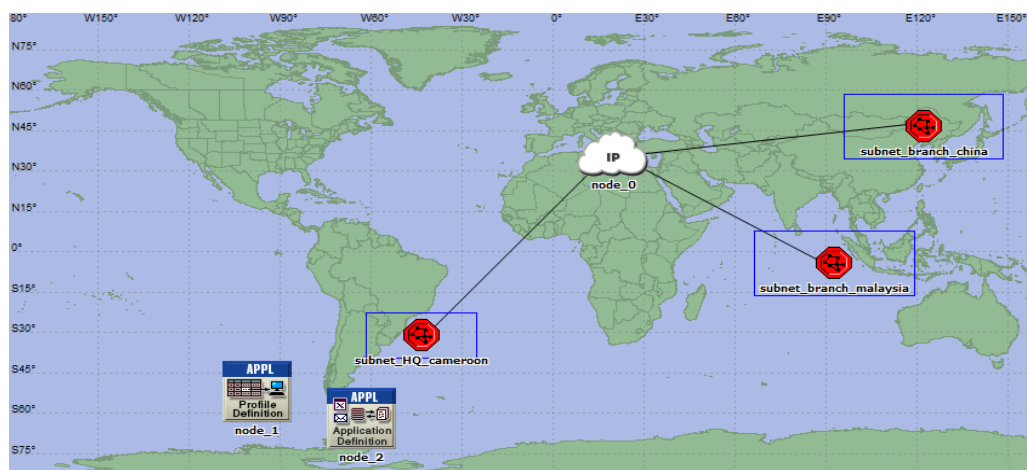 80° W150° W120° W90° W60° W30° 0° E30° E60° E90° E120° E150°
N75°
N60°
N45°
N30°
N15°
0°
S15°
S30°
S45°
S60°
S75°
subnet_branch_china
IP
node_0
subnet_branch_malaysia
subnet_HQ_cameroon
APPL
Profile
Definition
node_1
APPL
Application
Definition
node_2